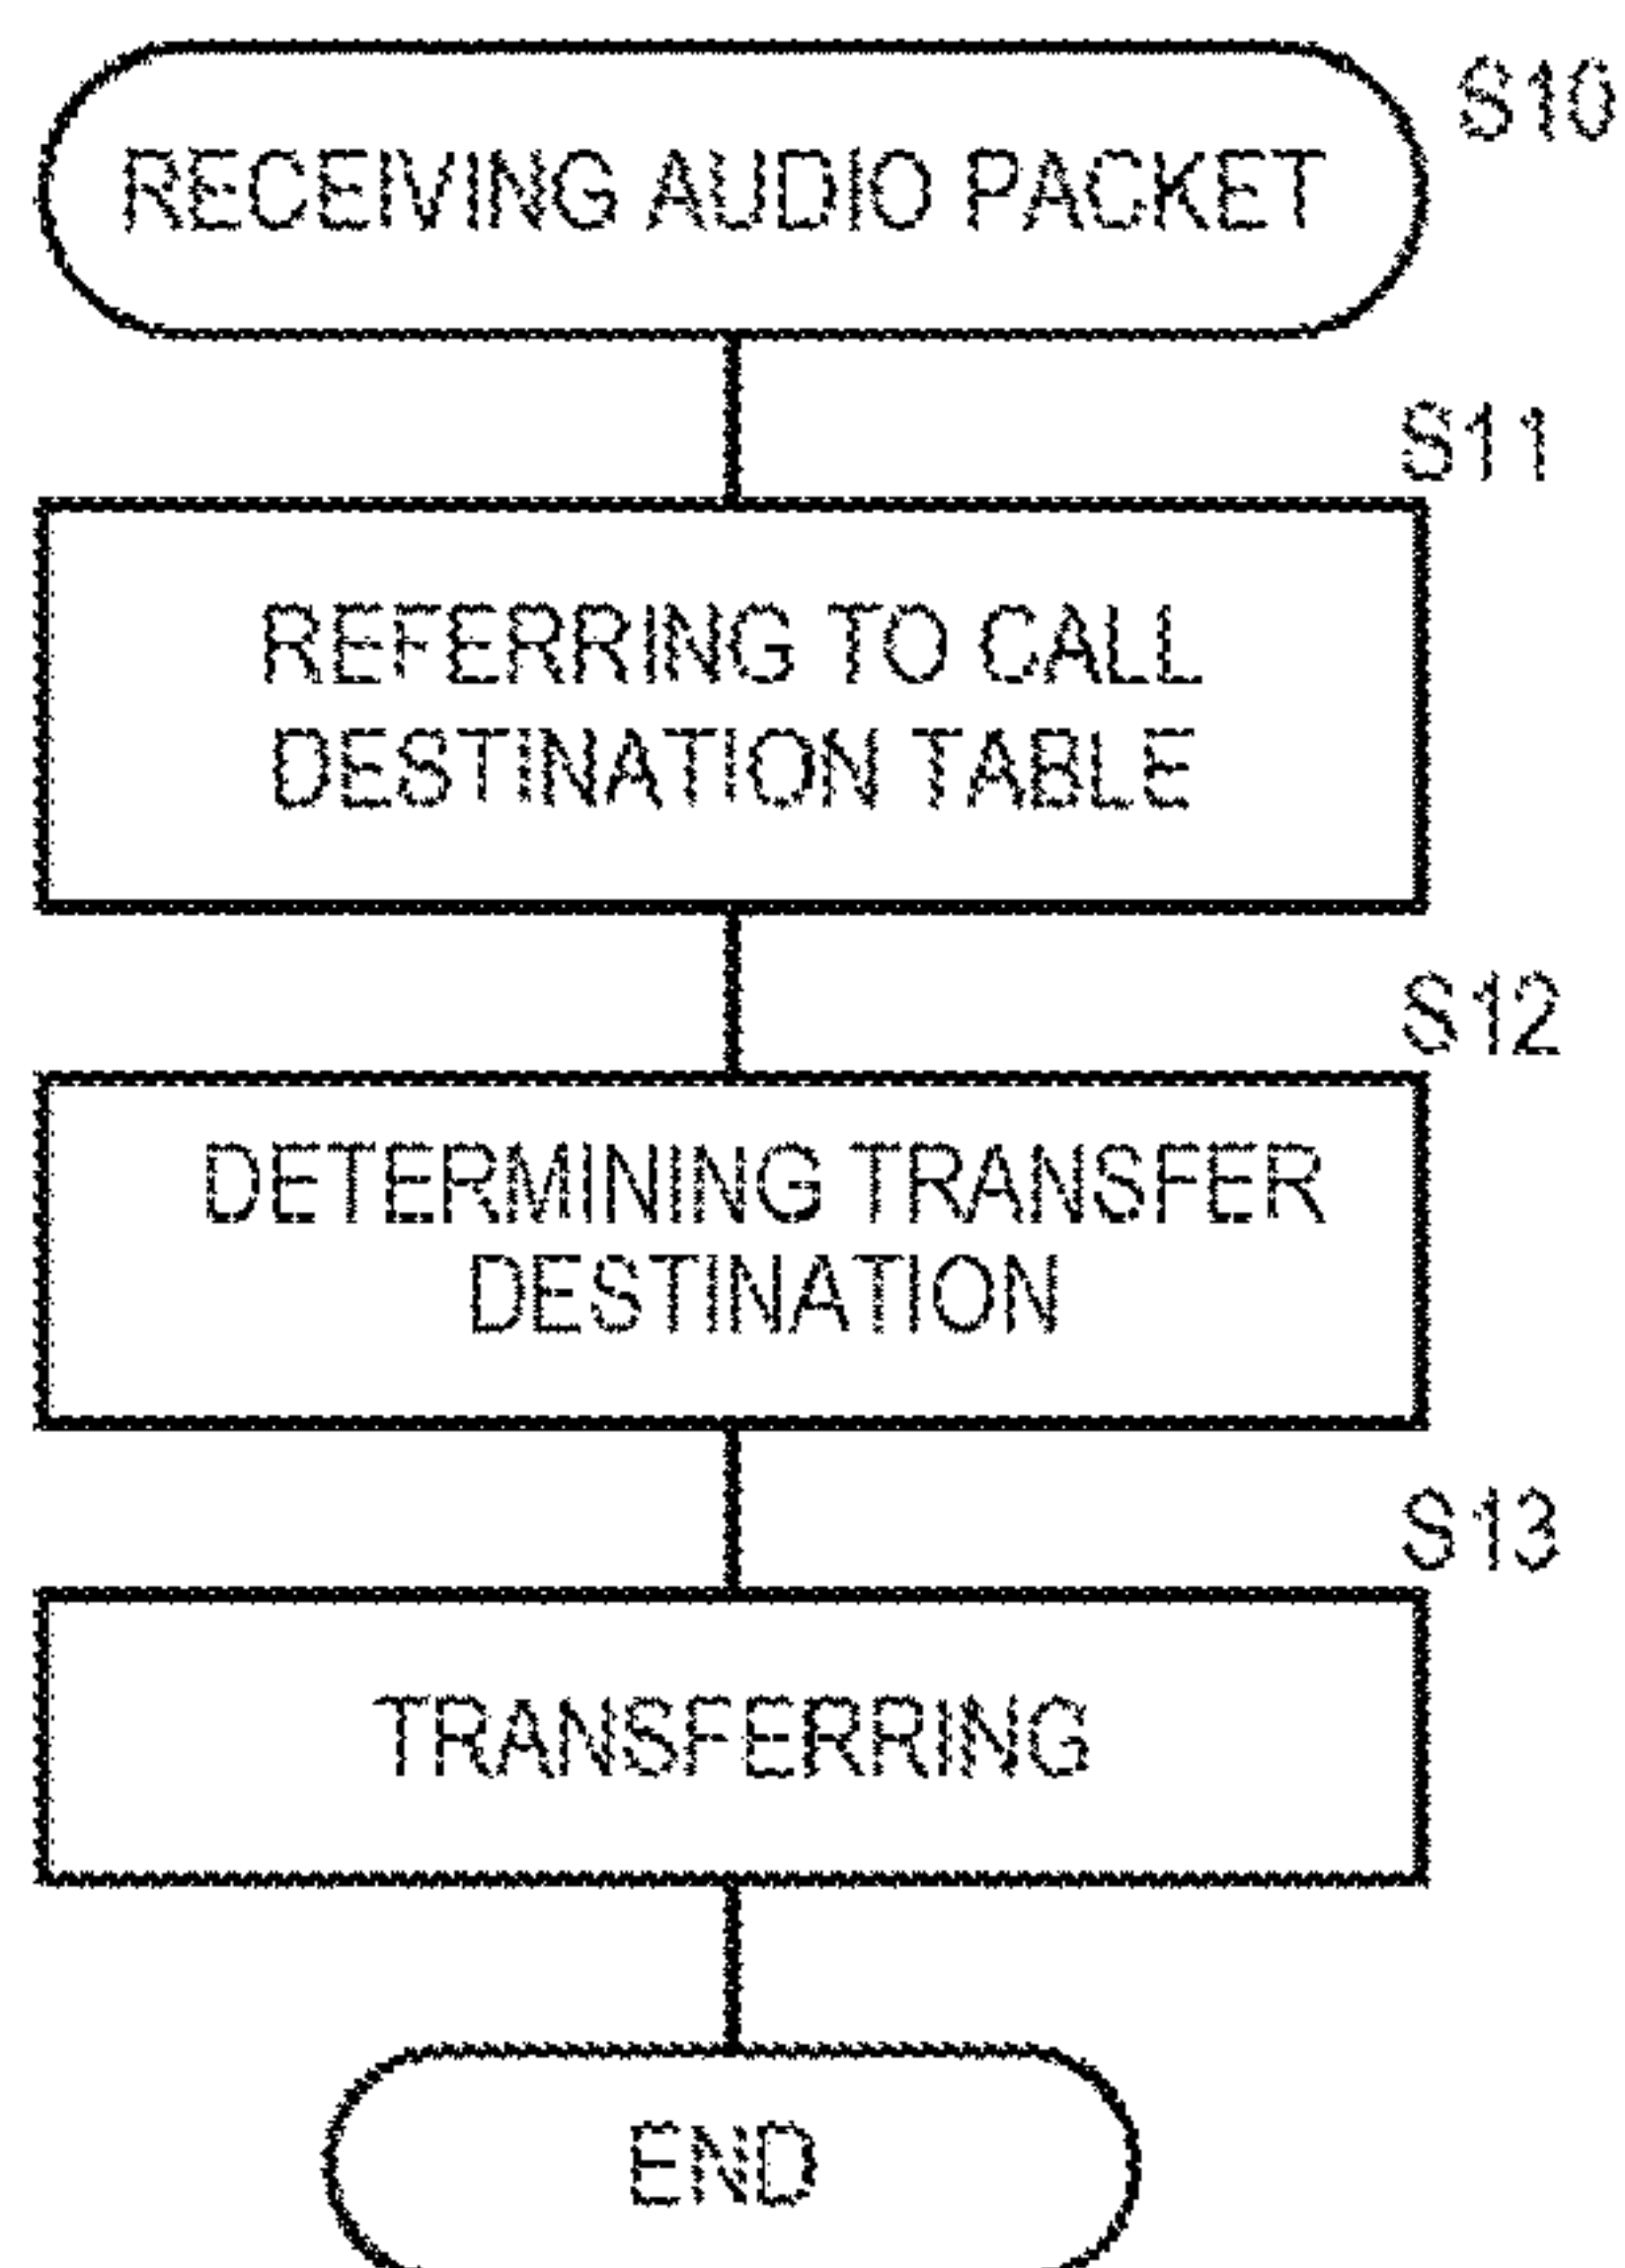 S10
RECEIVING AUDIO PACKET
S11
REFERRING TO CALL
DESTINATION TABLE
S12
DETERMINING TRANSFER
DESTINATION
S13
TRANSFERRING
END